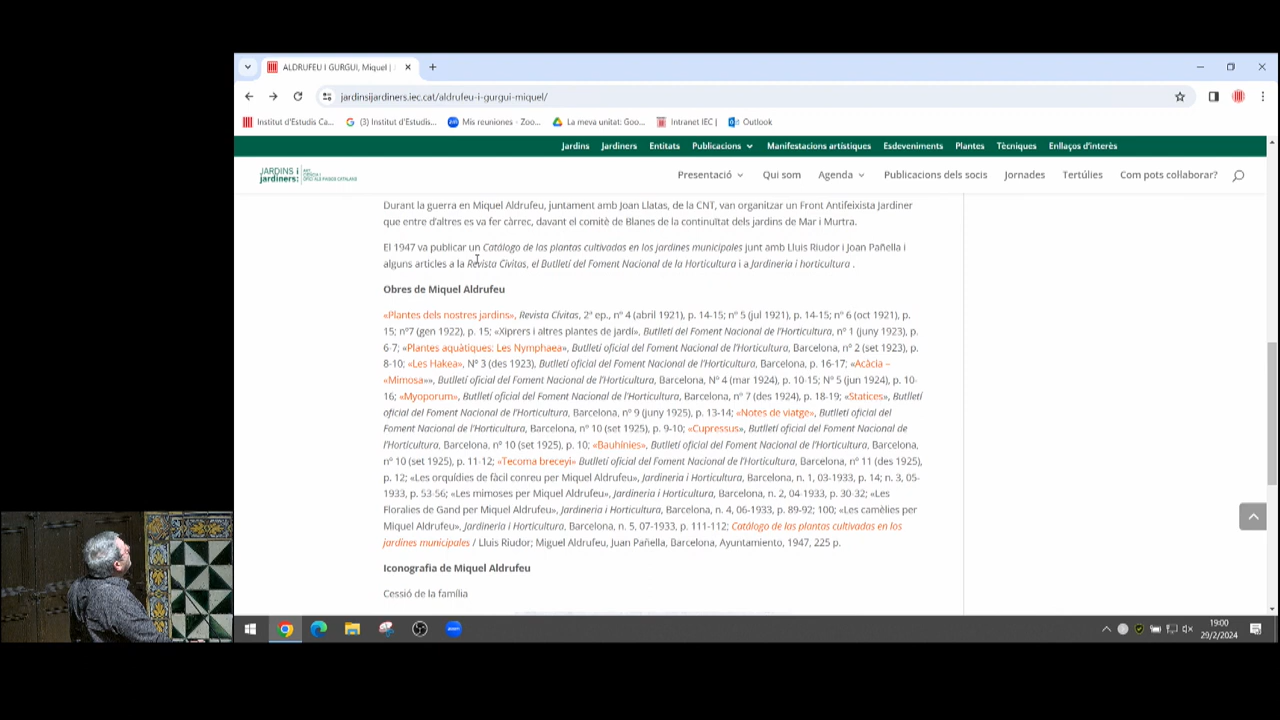 ALDRUFEU I GURGUI, Miquel |
jardinsijardiners.iec.cat/aldrufeu-i-gurgui-miquel/
Institut d'Estudis Ca... (3) Institut d'Estudis... Mis reuniones - Zoo... La meva unitat: Goo... Intranet IEC | Outlook
Jardins Jardiners Entitats Publicacions Manifestacions artístiques Esdeveniments Plantes Tècniques Enllaços d'interès
JARDINS i
jardiners:
Presentació Qui som Agenda Publicacions dels socis Jornades Tertúlies Com pots col·laborar?
Durant la guerra en Miquel Aldrufeu, juntament amb Joan Llatas, de la CNT, van organitzar un Front Antifeixista Jardiner
que entre d'altres es va fer càrrec, davant el comitè de Blanes de la continuïtat dels jardins de Mar i Murtra.
El 1947 va publicar un Catálogo de las plantas cultivadas en los jardines municipales junt amb Lluis Riudor i Joan Pañella i
alguns articles a la Revista Civitas, el Butlletí del Foment Nacional de la Horticultura i a Jardineria i horticultura .
Obres de Miquel Aldrufeu
«Plantes dels nostres jardins», Revista Cívitas, 2ª ep., nº 4 (abril 1921), p. 14-15; nº 5 (jul 1921), p. 14-15; nº 6 (oct 1921), p.
15; nº7 (gen 1922), p. 15; «Xiprers i altres plantes de jardí», Butlletí del Foment Nacional de l'Horticultura, nº 1 (juny 1923), p.
6-7; «Plantes aquàtiques: Les Nymphaea», Butlletí oficial del Foment Nacional de l'Horticultura, Barcelona, nº 2 (set 1923), p.
8-10; «Les Hakea», Nº 3 (des 1923), Butlletí oficial del Foment Nacional de l'Horticultura, Barcelona, p. 16-17; «Acàcia –
«Mimosa»», Butlletí oficial del Foment Nacional de l'Horticultura, Barcelona, Nº 4 (mar 1924), p. 10-15; Nº 5 (jun 1924), p. 10-
16; «Myoporum», Butlletí oficial del Foment Nacional de l'Horticultura, Barcelona, nº 7 (des 1924), p. 18-19; «Statices», Butlletí
oficial del Foment Nacional de l'Horticultura, Barcelona, nº 9 (juny 1925), p. 13-14; «Notes de viatge», Butlletí oficial del
Foment Nacional de l'Horticultura, Barcelona, nº 10 (set 1925), p. 9-10; «Cupressus», Butlletí oficial del Foment Nacional de
l'Horticultura, Barcelona, nº 10 (set 1925), p. 10; «Bauhínies», Butlletí oficial del Foment Nacional de l'Horticultura, Barcelona,
nº 10 (set 1925), p. 11-12; «Tecoma breceyi» Butlletí oficial del Foment Nacional de l'Horticultura, Barcelona, nº 11 (des 1925),
p. 12; «Les orquídies de fàcil conreu per Miquel Aldrufeu», Jardineria i Horticultura, Barcelona, n. 1, 03-1933, p. 14; n. 3, 05-
1933, p. 53-56; «Les mimoses per Miquel Aldrufeu», Jardineria i Horticultura, Barcelona, n. 2, 04-1933, p. 30-32; «Les
Floralies de Gand per Miquel Aldrufeu», Jardineria i Horticultura, Barcelona, n. 4, 06-1933, p. 89-92; 100; «Les camèlies per
Miquel Aldrufeu», Jardineria i Horticultura. Barcelona, n. 5, 07-1933, p. 111-112; Catálogo de las plantas cultivadas en los
jardines municipales / Lluis Riudor; Miguel Aldrufeu, Juan Pañella, Barcelona, Ayuntamiento, 1947, 225 p.
Iconografia de Miquel Aldrufeu
Cessió de la família
19:00
29/2/2024